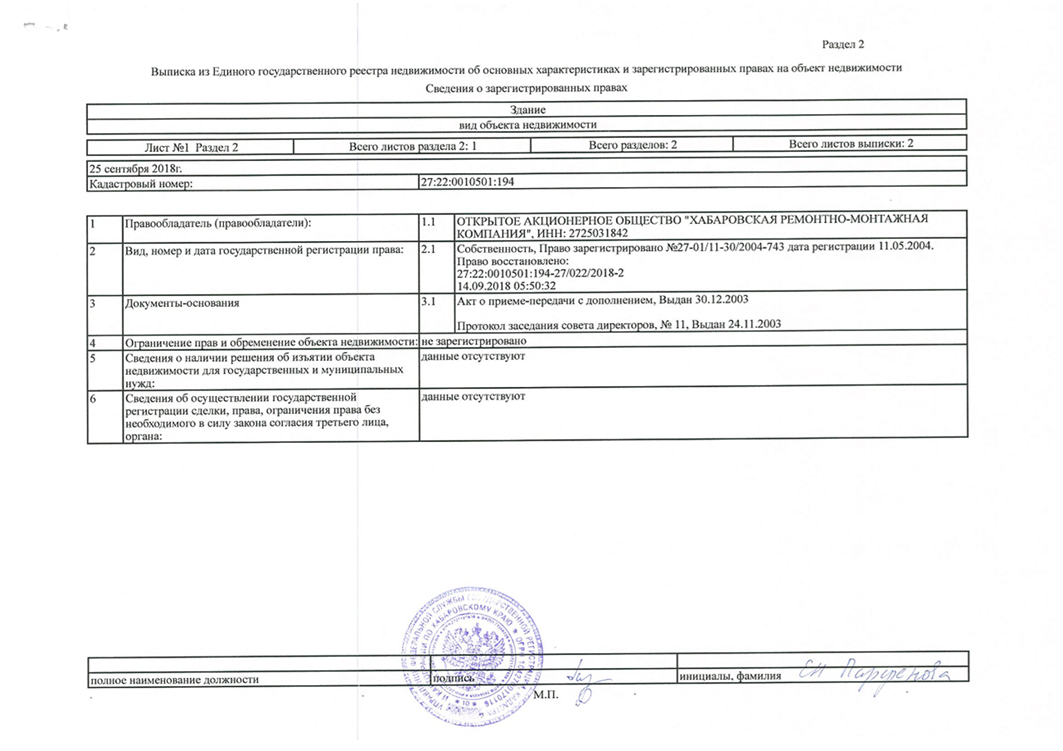 Раздел 2
Выписка из Единого государственного реестра недвижимости об основных характеристиках и зарегистрированных правах на объект недвижимости
Сведения о зарегистрированных правах
Здание
вид объекта недвижимости
Лист №1 Раздел 2 Всего листов раздела 2: 1 Всего разделов: 2 Всего листов выписки: 2
25 сентября 2018г.
Кадастровый номер: 27:22:0010501:194
1 Правообладатель (правообладатели): 1.1 ОТКРЫТОЕ АКЦИОНЕРНОЕ ОБЩЕСТВО "ХАБАРОВСКАЯ РЕМОНТНО-МОНТАЖНАЯ
КОМПАНИЯ", ИНН: 2725031842
2 Вид, номер и дата государственной регистрации права: 2.1 Собственность, Право зарегистрировано №27-01/11-30/2004-743 дата регистрации 11.05.2004.
Право восстановлено:
27:22:0010501:194-27/022/2018-2
14.09.2018 05:50:32
3 Документы-основания 3.1 Акт о приеме-передачи с дополнением, Выдан 30.12.2003
Протокол заседания совета директоров, № 11, Выдан 24.11.2003
4 Ограничение прав и обременение объекта недвижимости: не зарегистрировано
5 Сведения о наличии решения об изъятии объекта данные отсутствуют
недвижимости для государственных и муниципальных
нужд:
6 Сведения об осуществлении государственной данные отсутствуют
регистрации сделки, права, ограничения права без
необходимого в силу закона согласия третьего лица,
органа:
полное наименование должности подпись инициалы, фамилия
М.П.